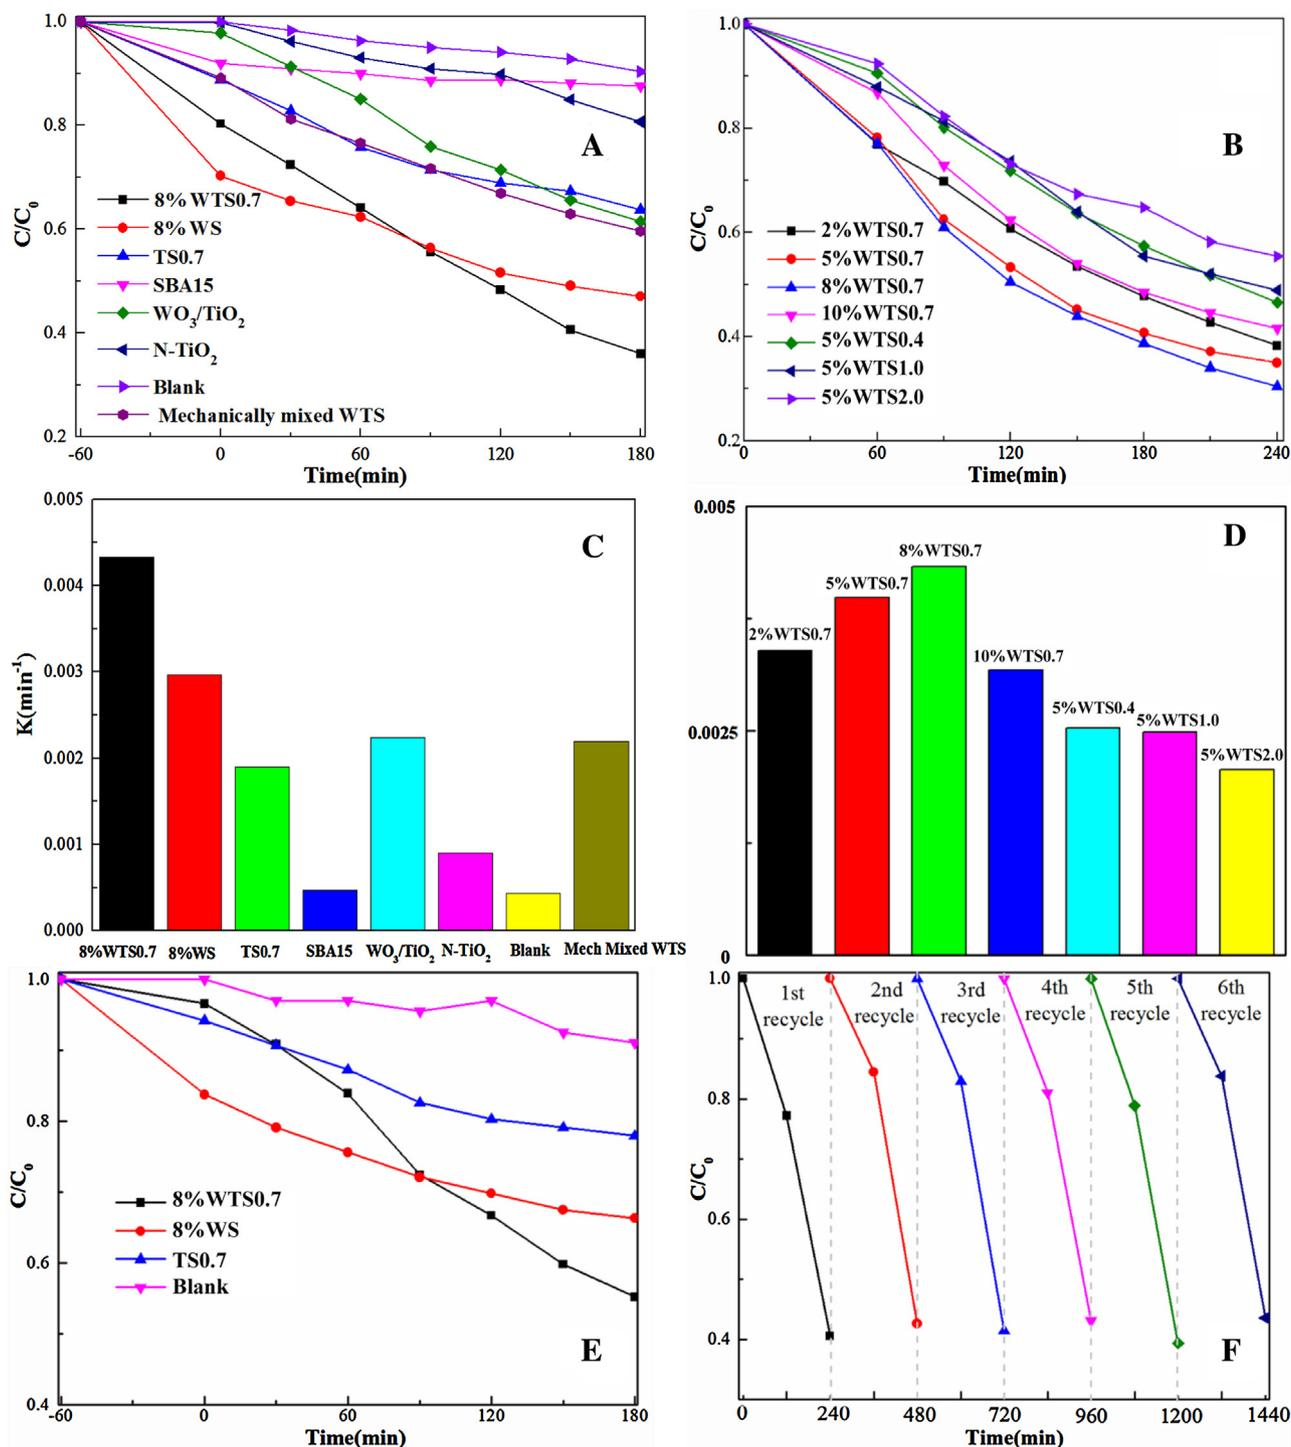 A
1.0
0.8
0.6
0.4
0.2
C/C0
8% WTS0.7
8% WS
TS0.7
SBA15
WO3/TiO2
N-TiO2
Blank
Mechanically mixed WTS
-60 0 60 120 180
Time(min)
B
1.0
0.8
0.6
0.4
0.2
C/C0
2%WTS0.7
5%WTS0.7
8%WTS0.7
10%WTS0.7
5%WTS0.4
5%WTS1.0
5%WTS2.0
0 60 120 180 240
Time(min)
C
0.005
0.004
0.003
0.002
0.001
0.000
K(min-1)
8%WTS0.7 8%WS TS0.7 SBA15 WO3/TiO2 N-TiO2 Blank Mech Mixed WTS
D
0.005
0.0025
0
2%WTS0.7
5%WTS0.7
8%WTS0.7
10%WTS0.7
5%WTS0.4
5%WTS1.0
5%WTS2.0
E
1.0
0.8
0.6
0.4
C/C0
8%WTS0.7
8%WS
TS0.7
Blank
-60 0 60 120 180
Time(min)
F
1.0
0.8
0.6
0.4
C/C0
1st
recycle
2nd
recycle
3rd
recycle
4th
recycle
5th
recycle
6th
recycle
0 240 480 720 960 1200 1440
Time(min)